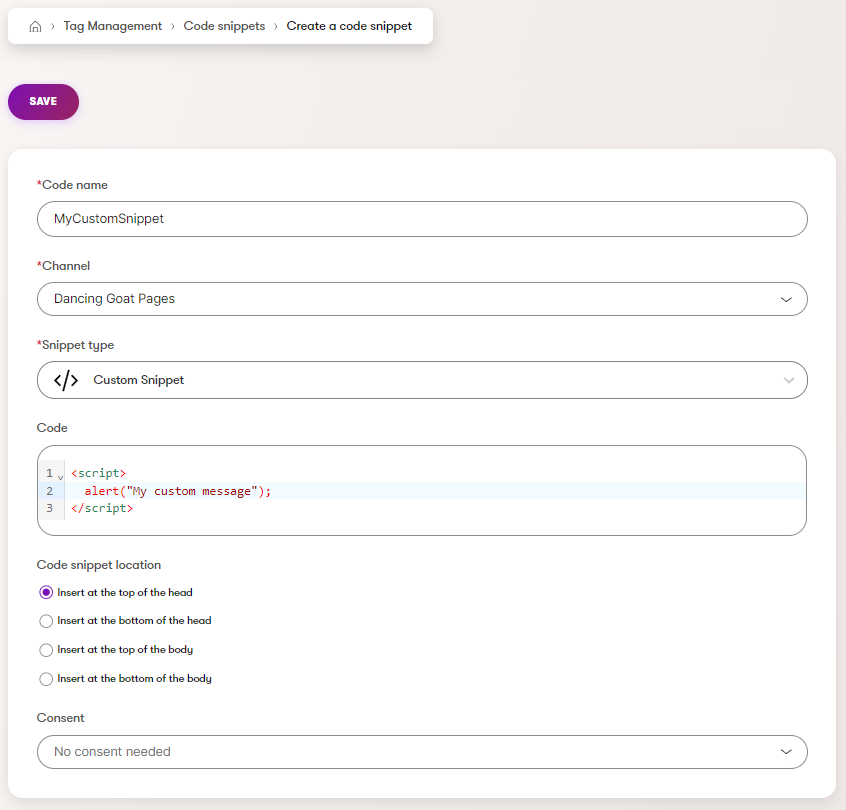 Tag Management › Code snippets › Create a code snippet
SAVE
*Code name
MyCustomSnippet
*Channel
Dancing Goat Pages
*Snippet type
</> Custom Snippet
Code
1 <script>
2 alert("My custom message");
3 </script>
Code snippet location
Insert at the top of the head
Insert at the bottom of the head
Insert at the top of the body
Insert at the bottom of the body
Consent
No consent needed